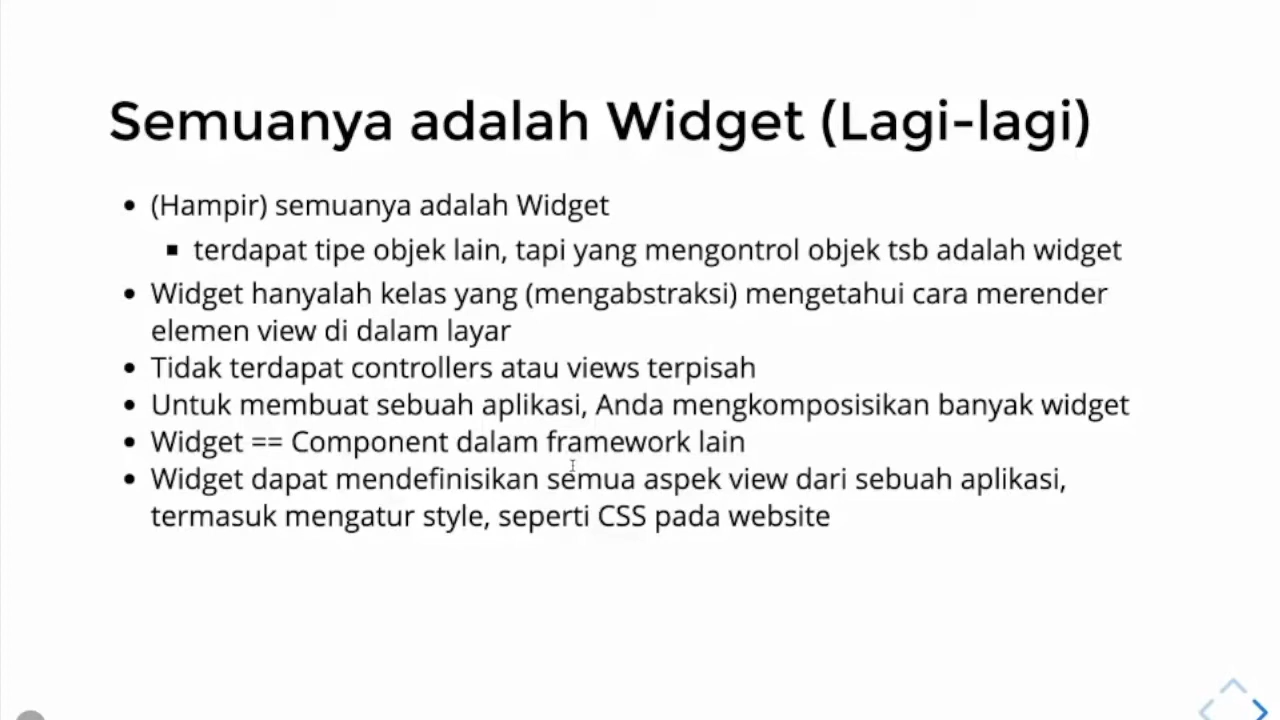 Semuanya adalah Widget (Lagi-lagi)
(Hampir) semuanya adalah Widget
terdapat tipe objek lain, tapi yang mengontrol objek tsb adalah widget
Widget hanyalah kelas yang (mengabstraksi) mengetahui cara merender
elemen view di dalam layar
Tidak terdapat controllers atau views terpisah
Untuk membuat sebuah aplikasi, Anda mengkomposisikan banyak widget
Widget == Component dalam framework lain
Widget dapat mendefinisikan semua aspek view dari sebuah aplikasi,
termasuk mengatur style, seperti CSS pada website